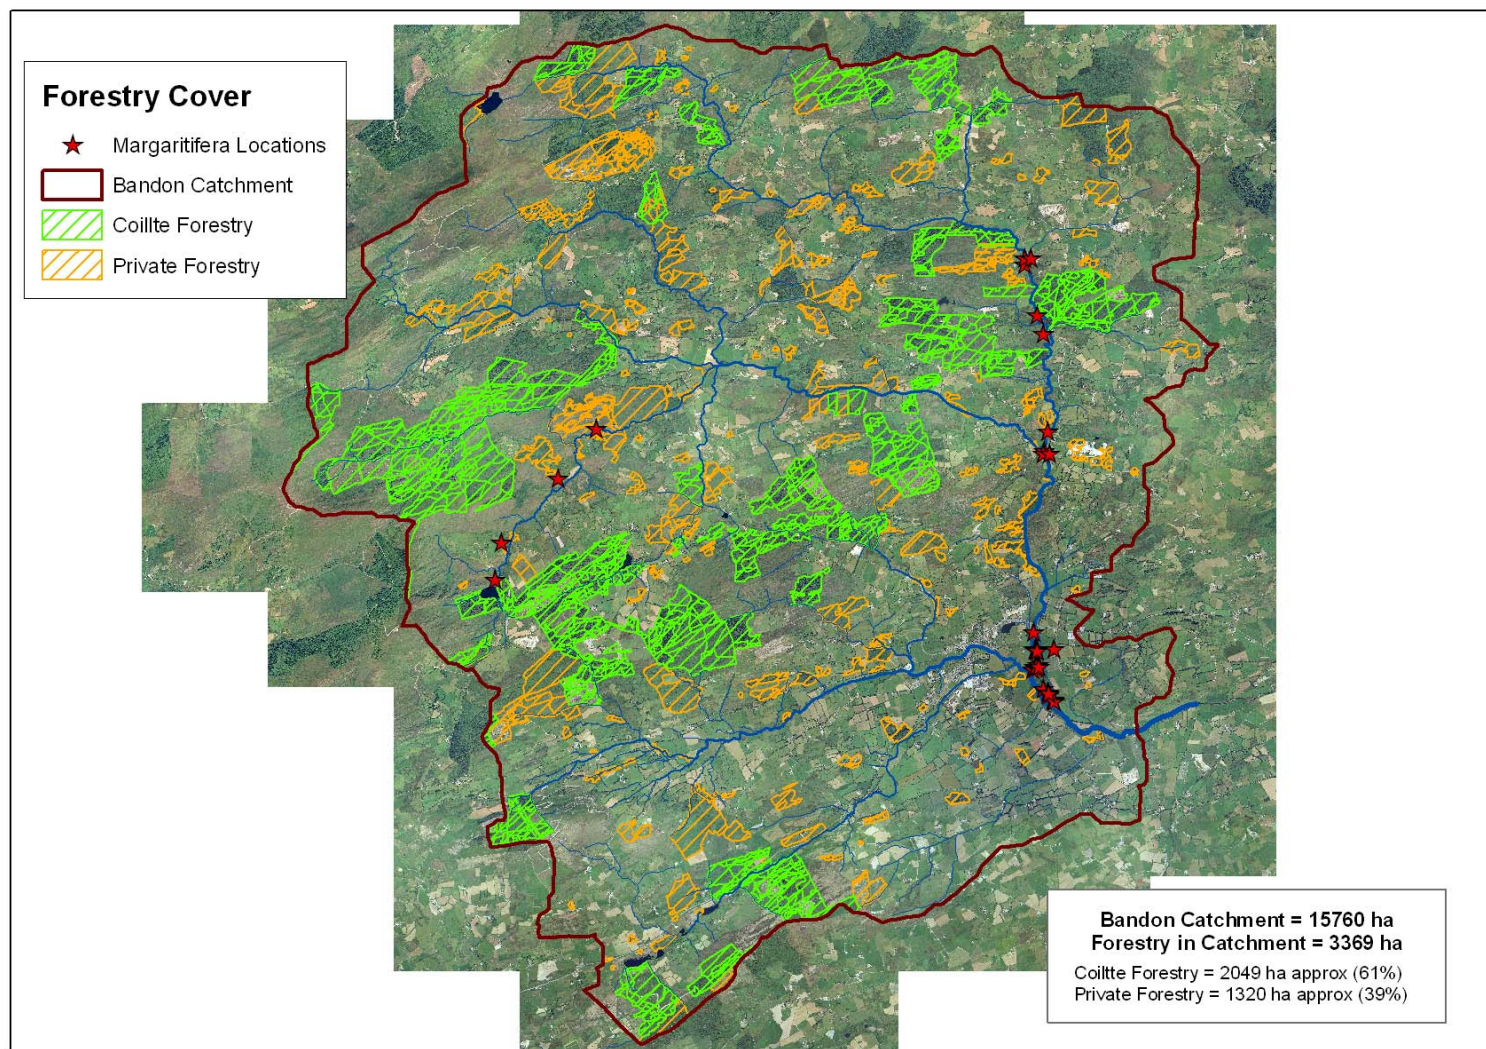 Forestry Cover
Margaritifera Locations
Bandon Catchment
Coillte Forestry
Private Forestry
Bandon Catchment = 15760 ha
Forestry in Catchment = 3369 ha
Coiltte Forestry = 2049 ha approx (61%)
Private Forestry = 1320 ha approx (39%)